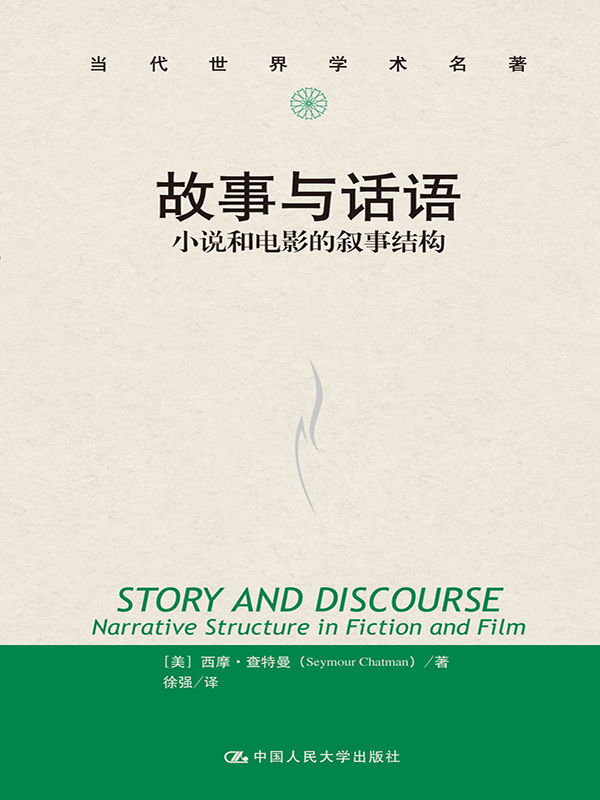 当代世界学术名著
故事与话语
小说和电影的叙事结构
STORY AND DISCOURSE
Narrative Structure in Fiction and Film
［美］西摩·查特曼（Seymour Chatman）/著
徐强/译
中国人民大学出版社